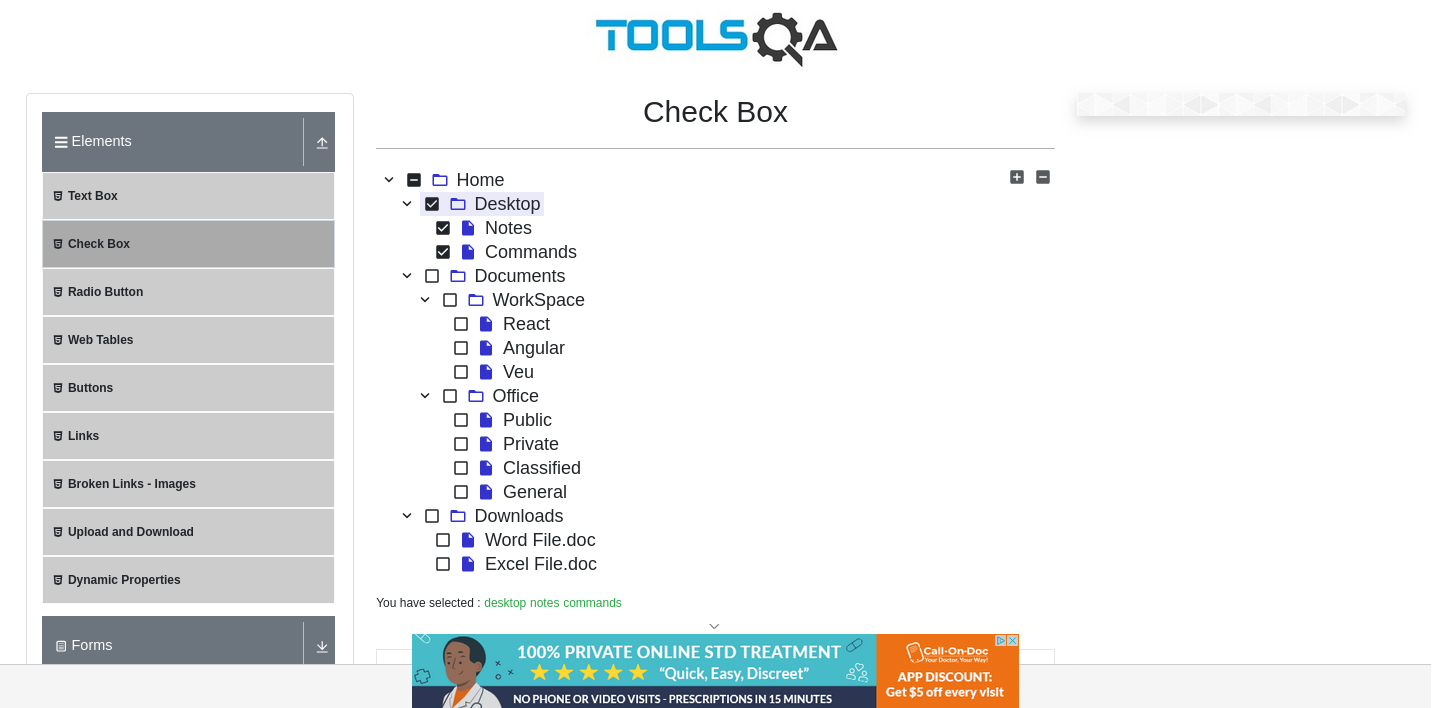 TOOLSQA
Check Box
Elements
Text Box
Check Box
Radio Button
Web Tables
Buttons
Links
Broken Links - Images
Upload and Download
Dynamic Properties
Forms
Home
Desktop
Notes
Commands
Documents
WorkSpace
React
Angular
Veu
Office
Public
Private
Classified
General
Downloads
Word File.doc
Excel File.doc
You have selected : desktop notes commands
100% PRIVATE ONLINE STD TREATMENT
“Quick, Easy, Discreet”
NO PHONE OR VIDEO VISITS - PRESCRIPTIONS IN 15 MINUTES
Call-On-Doc
Your Doctor, Your Way!
APP DISCOUNT:
Get $5 off every visit